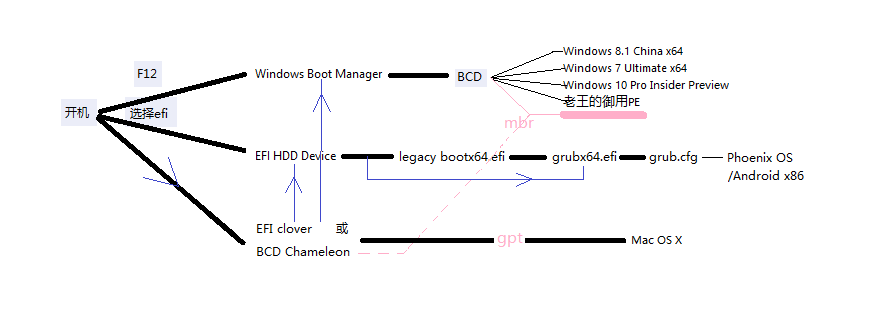 开机
F12
选择efi
Windows Boot Manager
BCD
Windows 8.1 China x64
Windows 7 Ultimate x64
Windows 10 Pro Insider Preview
老王的御用PE
mbr
EFI HDD Device
legacy bootx64.efi
grubx64.efi
grub.cfg
Phoenix OS
/Android x86
EFI clover 或
BCD Chameleon
gpt
Mac OS X